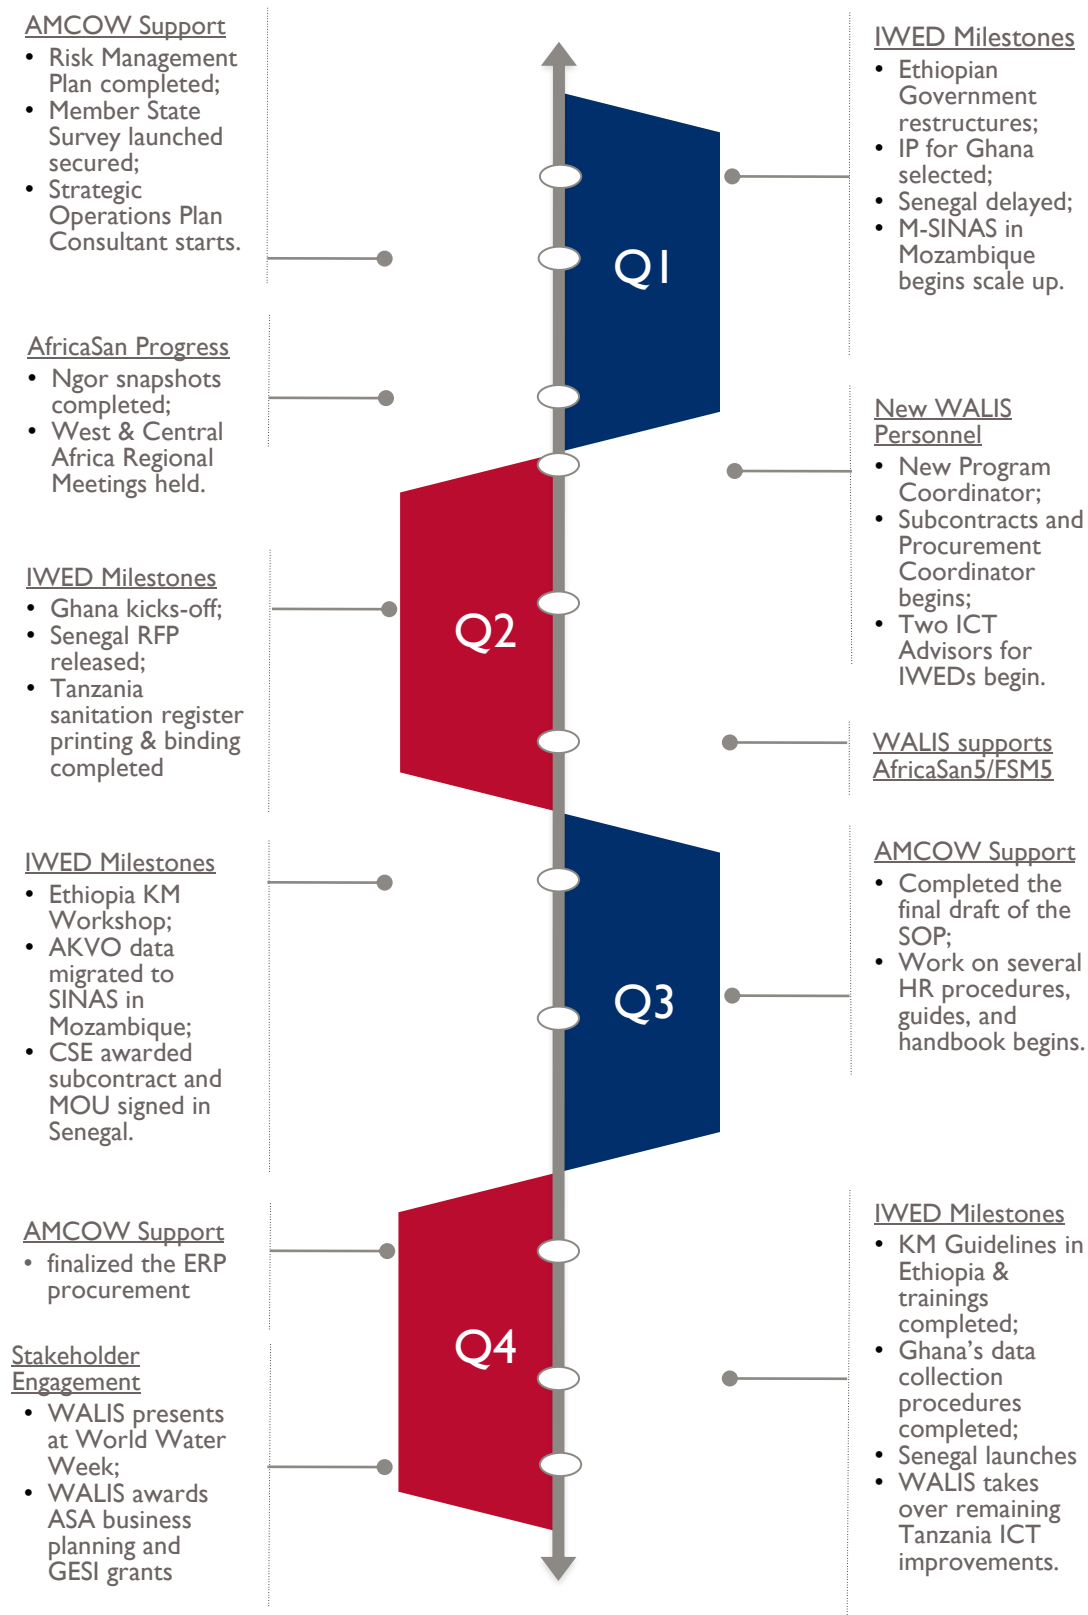 AMCOW Support
• Risk Management
Plan completed;
• Member State
Survey launched
secured;
• Strategic
Operations Plan
Consultant starts.
IWED Milestones
• Ethiopian
Government
restructures;
• IP for Ghana
selected;
• Senegal delayed;
• M-SINAS in
Mozambique
begins scale up.
Q1
AfricaSan Progress
• Ngor snapshots
completed;
• West & Central
Africa Regional
Meetings held.
New WALIS
Personnel
• New Program
Coordinator;
• Subcontracts and
Procurement
Coordinator
begins;
• Two ICT
Advisors for
IWEDs begin.
IWED Milestones
• Ghana kicks-off;
• Senegal RFP
released;
• Tanzania
sanitation register
printing & binding
completed
Q2
WALIS supports
AfricaSan5/FSM5
IWED Milestones
• Ethiopia KM
Workshop;
• AKVO data
migrated to
SINAS in
Mozambique;
• CSE awarded
subcontract and
MOU signed in
Senegal.
AMCOW Support
• Completed the
final draft of the
SOP;
• Work on several
HR procedures,
guides, and
handbook begins.
Q3
AMCOW Support
• finalized the ERP
procurement
IWED Milestones
• KM Guidelines in
Ethiopia &
trainings
completed;
• Ghana's data
collection
procedures
completed;
• Senegal launches
• WALIS takes
over remaining
Tanzania ICT
improvements.
Q4
Stakeholder
Engagement
• WALIS presents
at World Water
Week;
• WALIS awards
ASA business
planning and
GESI grants